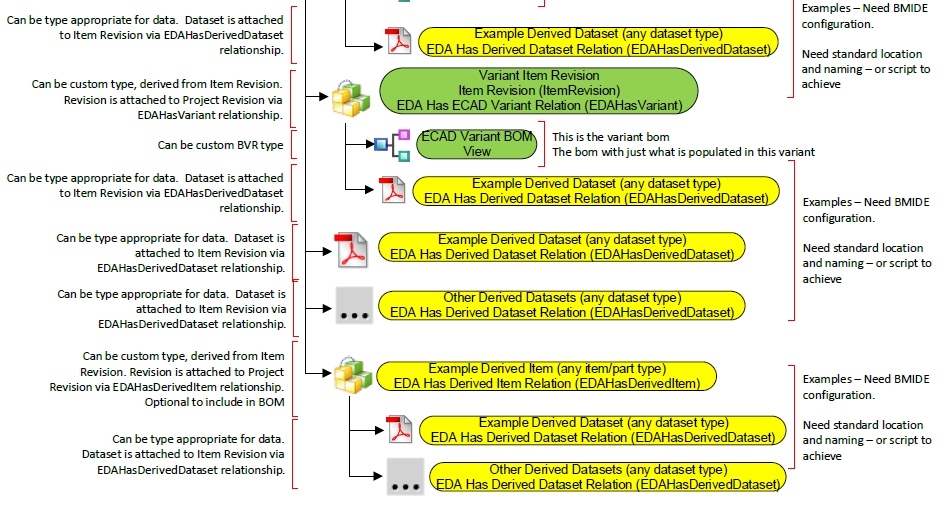 Can be type appropriate for data.  Dataset is attached
to Item Revision via EDAHasDerivedDataset
relationship.
Example Derived Dataset (any dataset type)
EDA Has Derived Dataset Relation (EDAHasDerivedDataset)
Examples – Need BMIDE
configuration.
Need standard location
and naming – or script to
achieve
Can be custom type, derived from Item Revision.
Revision is attached to Project Revision via
EDAHasVariant relationship.
Variant Item Revision
Item Revision (ItemRevision)
EDA Has ECAD Variant Relation (EDAHasVariant)
Can be custom BVR type
ECAD Variant BOM
View
This is the variant bom
The bom with just what is populated in this variant
Can be type appropriate for data.  Dataset is attached
to Item Revision via EDAHasDerivedDataset
relationship.
Example Derived Dataset (any dataset type)
EDA Has Derived Dataset Relation (EDAHasDerivedDataset)
Examples – Need BMIDE
configuration.
Need standard location
and naming – or script to
achieve
Can be type appropriate for data.  Dataset is
attached to Item Revision via
EDAHasDerivedDataset relationship.
Example Derived Dataset (any dataset type)
EDA Has Derived Dataset Relation (EDAHasDerivedDataset)
Can be type appropriate for data.  Dataset is
attached to Item Revision via
EDAHasDerivedDataset relationship.
Other Derived Datasets (any dataset type)
EDA Has Derived Dataset Relation (EDAHasDerivedDataset)
Can be custom type, derived from Item
Revision. Revision is attached to Project
Revision via EDAHasDerivedItem relationship.
Optional to include in BOM
Example Derived Item (any item/part type)
EDA Has Derived Item Relation (EDAHasDerivedItem)
Examples – Need BMIDE
configuration.
Need standard location
and naming – or script to
achieve
Can be type appropriate for data.
Dataset is attached to Item Revision via
EDAHasDerivedDataset relationship.
Example Derived Dataset (any dataset type)
EDA Has Derived Dataset Relation (EDAHasDerivedDataset)
Other Derived Datasets (any dataset type)
EDA Has Derived Dataset Relation (EDAHasDerivedDataset)